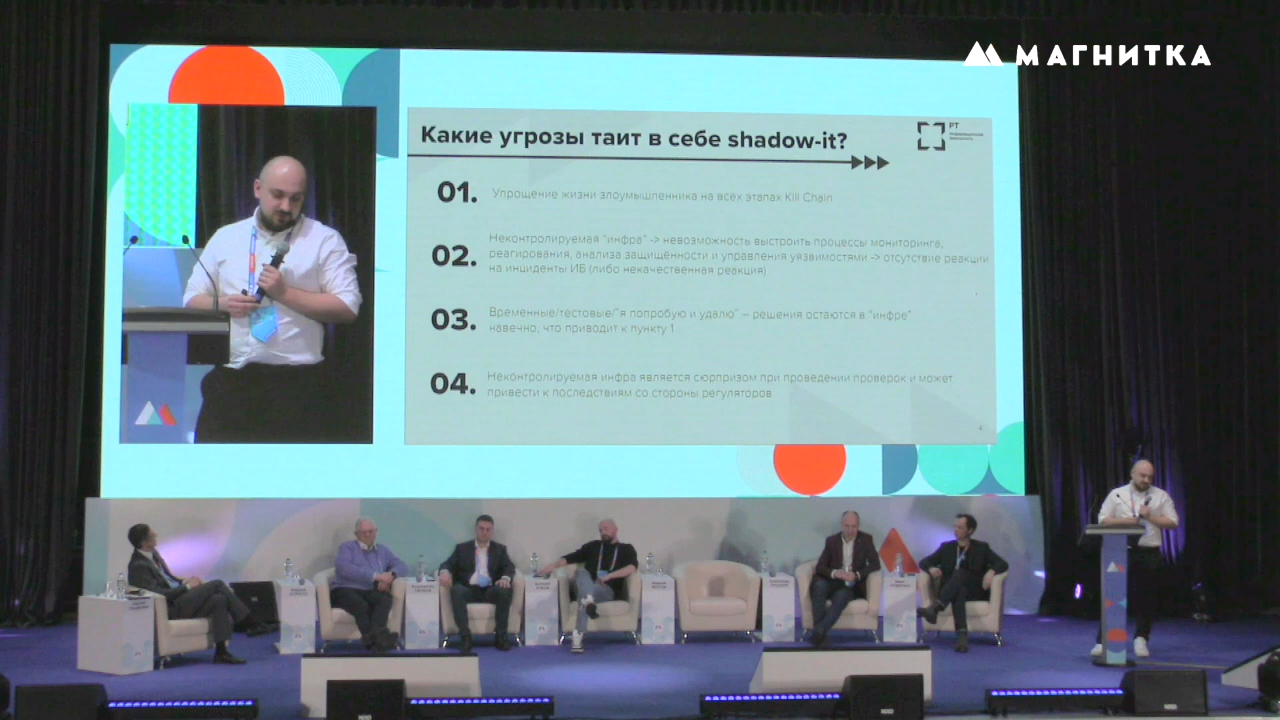 МАГНИТКА
Какие угрозы таит в себе shadow-it?
РТ
01.
Упрощение жизни злоумышленника на всех этапах Kill Chain
02.
Неконтролируемая "инфра" -> невозможность выстроить процессы мониторинга,
реагирования, анализа защищенности и управления уязвимостями -> отсутствие реакции
на инциденты ИБ (либо некачественная реакция)
03.
Временные/тестовые/"я попробую и удалю" – решения остаются в "инфре"
навечно, что приводит к пункту 1
04.
Неконтролируемая инфра является сюрпризом при проведении проверок и может
привести к последствиям со стороны регуляторов
4